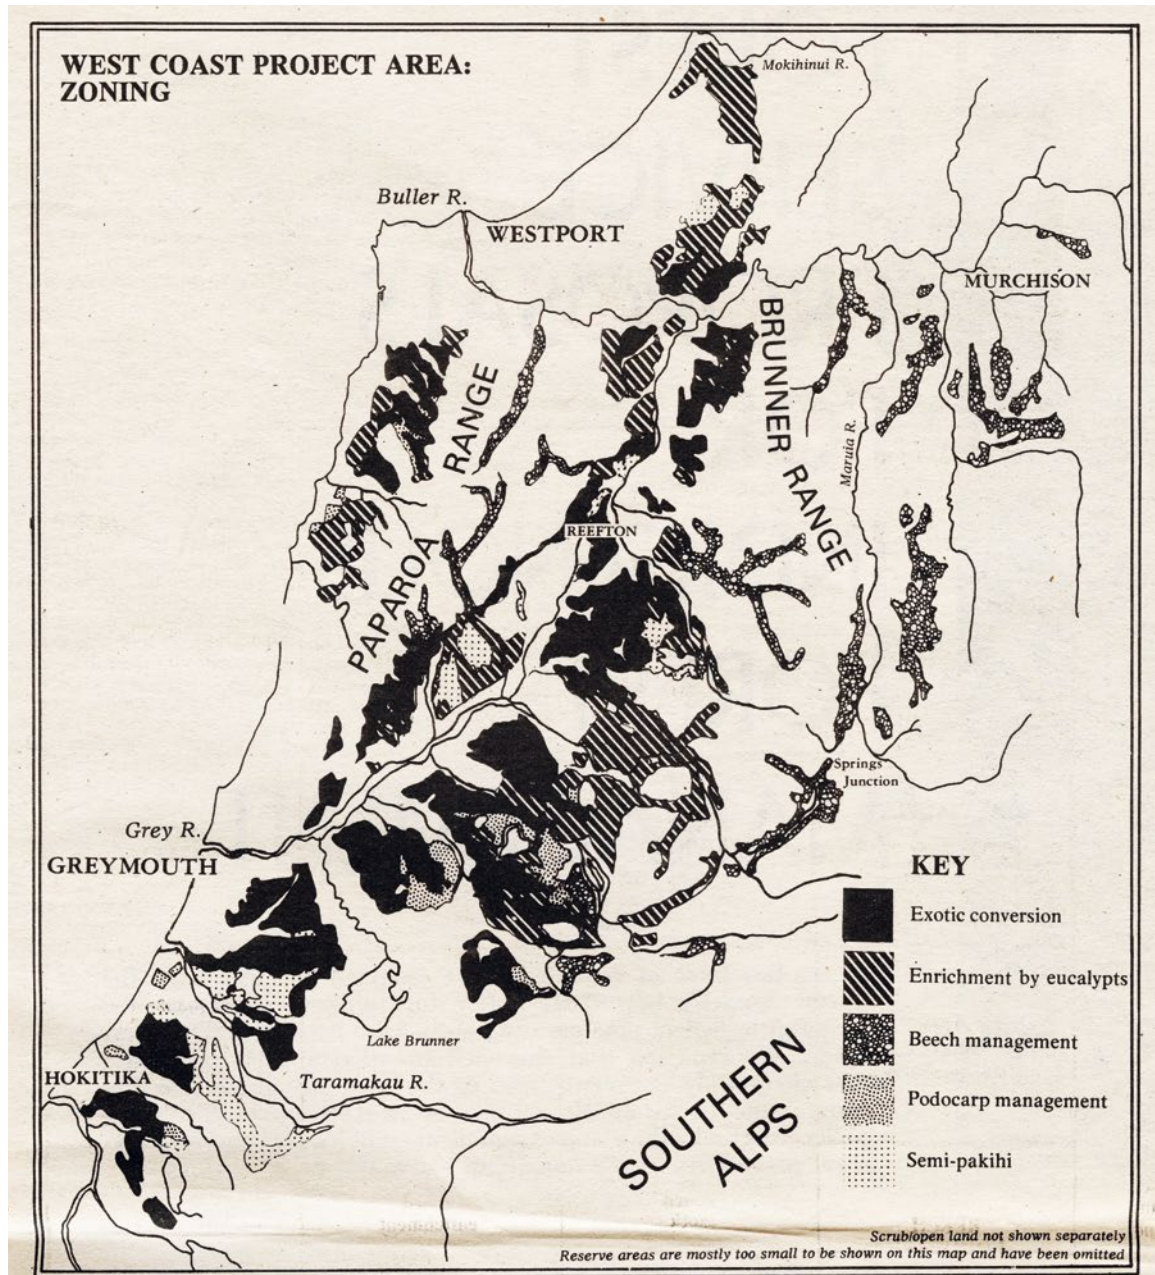 WEST COAST PROJECT AREA:
ZONING
Mokihinui R.
Buller R.
WESTPORT
MURCHISON
BRUNNER RANGE
PAPAROA RANGE
Maruia R.
REEFTON
Springs
Junction
Grey R.
GREYMOUTH
KEY
Exotic conversion
Enrichment by eucalypts
Beech management
Podocarp management
Semi-pakihi
Lake Brunner
HOKITIKA
Taramakau R.
SOUTHERN
ALPS
Scrub/open land not shown separately
Reserve areas are mostly too small to be shown on this map and have been omitted